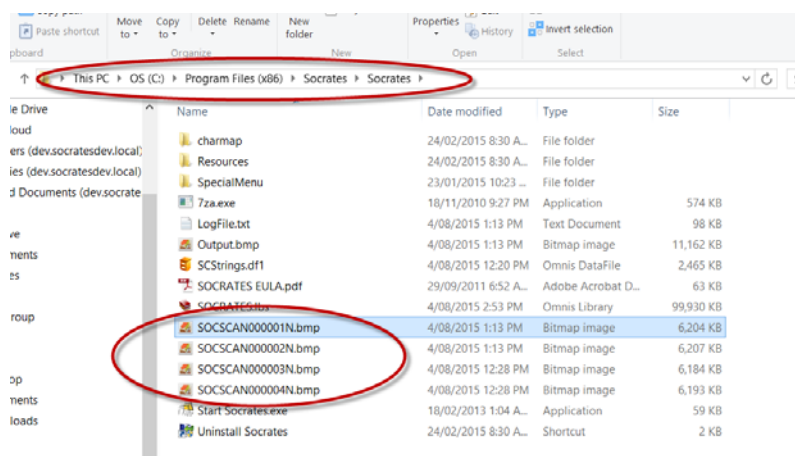 Copy path
Move to
Copy to
Delete
Rename
New folder
Properties
Edit
Paste shortcut
History
Invert selection
pboard
Organize
New
Open
Select
This PC OS (C:) Program Files (x86) Socrates Socrates
le Drive
loud
ers (dev.socratesdev.local)
ies (dev.socratesdev.local)
d Documents (dev.socrate
ve
ments
es
roup
op
ments
loads
Name Date modified Type Size
charmap 24/02/2015 8:30 A... File folder
Resources 24/02/2015 8:30 A... File folder
SpecialMenu 23/01/2015 10:23 ... File folder
7za.exe 18/11/2010 9:27 PM Application 574 KB
LogFile.txt 4/08/2015 1:13 PM Text Document 98 KB
Output.bmp 4/08/2015 1:13 PM Bitmap image 11,162 KB
SCStrings.df1 4/08/2015 12:20 PM Omnis DataFile 2,465 KB
SOCRATES EULA.pdf 29/09/2011 6:52 A... Adobe Acrobat D... 63 KB
SOCRATES.lbs 4/08/2015 2:53 PM Omnis Library 99,930 KB
SOCSCAN000001N.bmp 4/08/2015 1:13 PM Bitmap image 6,204 KB
SOCSCAN000002N.bmp 4/08/2015 1:13 PM Bitmap image 6,207 KB
SOCSCAN000003N.bmp 4/08/2015 12:28 PM Bitmap image 6,184 KB
SOCSCAN000004N.bmp 4/08/2015 12:28 PM Bitmap image 6,193 KB
Start Socrates.exe 18/02/2013 1:04 A... Application 59 KB
Uninstall Socrates 24/02/2015 8:30 A... Shortcut 2 KB